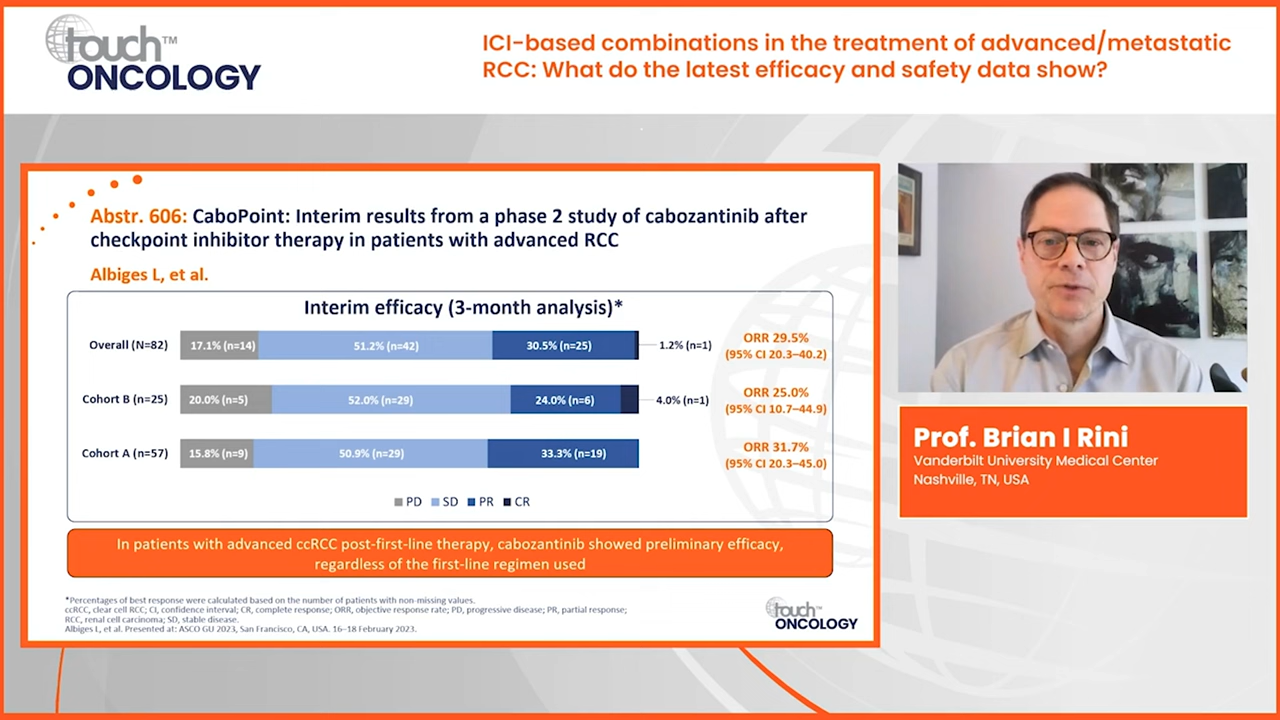 touch™
ONCOLOGY
ICI-based combinations in the treatment of advanced/metastatic
RCC: What do the latest efficacy and safety data show?
Abstr. 606: CaboPoint: Interim results from a phase 2 study of cabozantinib after
checkpoint inhibitor therapy in patients with advanced RCC
Albiges L, et al.
Interim efficacy (3-month analysis)*
Overall (N=82) 17.1% (n=14) 51.2% (n=42) 30.5% (n=25) 1.2% (n=1) ORR 29.5%
(95% CI 20.3–40.2)
Cohort B (n=25) 20.0% (n=5) 52.0% (n=29) 24.0% (n=6) 4.0% (n=1) ORR 25.0%
(95% CI 10.7–44.9)
Cohort A (n=57) 15.8% (n=9) 50.9% (n=29) 33.3% (n=19) ORR 31.7%
(95% CI 20.3–45.0)
PD SD PR CR
In patients with advanced ccRCC post-first-line therapy, cabozantinib showed preliminary efficacy,
regardless of the first-line regimen used
*Percentages of best response were calculated based on the number of patients with non-missing values.
ccRCC, clear cell RCC; CI, confidence interval; CR, complete response; ORR, objective response rate; PD, progressive disease; PR, partial response;
RCC, renal cell carcinoma; SD, stable disease.
Albiges L, et al. Presented at: ASCO GU 2023, San Francisco, CA, USA. 16–18 February 2023.
touch™
ONCOLOGY
Prof. Brian I Rini
Vanderbilt University Medical Center
Nashville, TN, USA